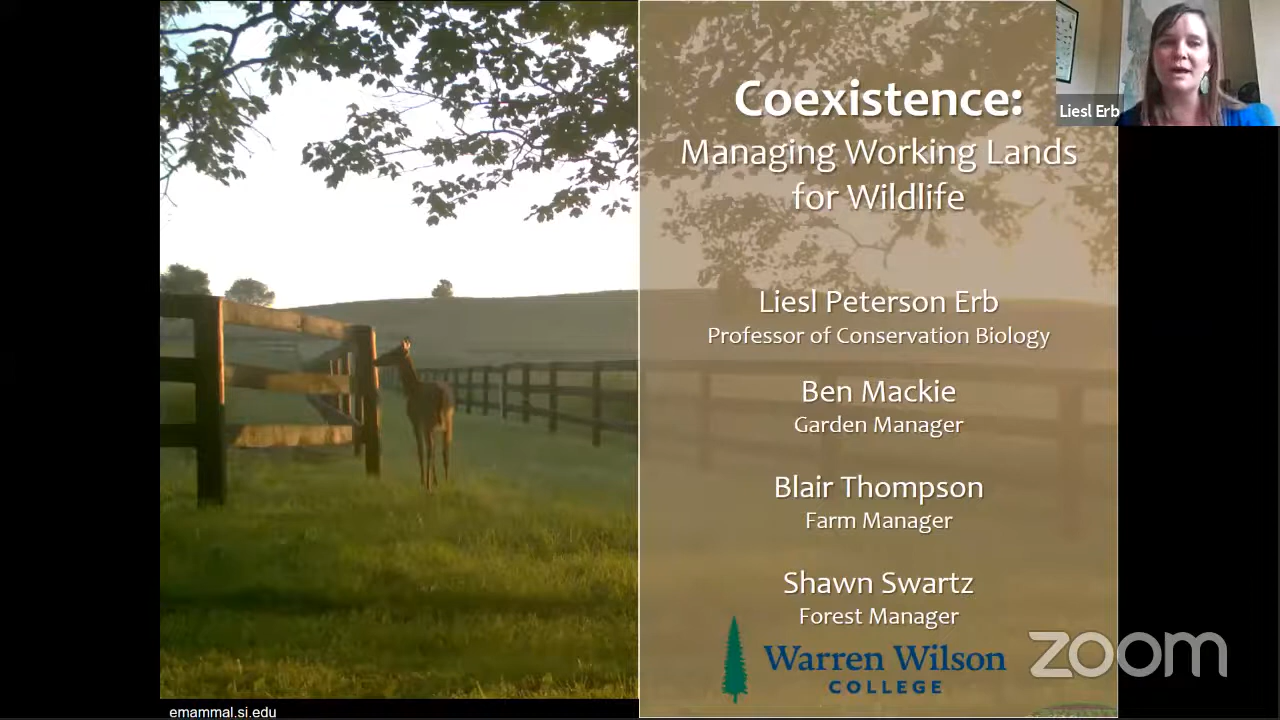 Coexistence:
Managing Working Lands
for Wildlife
Liesl Erb
Liesl Peterson Erb
Professor of Conservation Biology
Ben Mackie
Garden Manager
Blair Thompson
Farm Manager
Shawn Swartz
Forest Manager
Warren Wilson
COLLEGE
zoom
emammal.si.edu